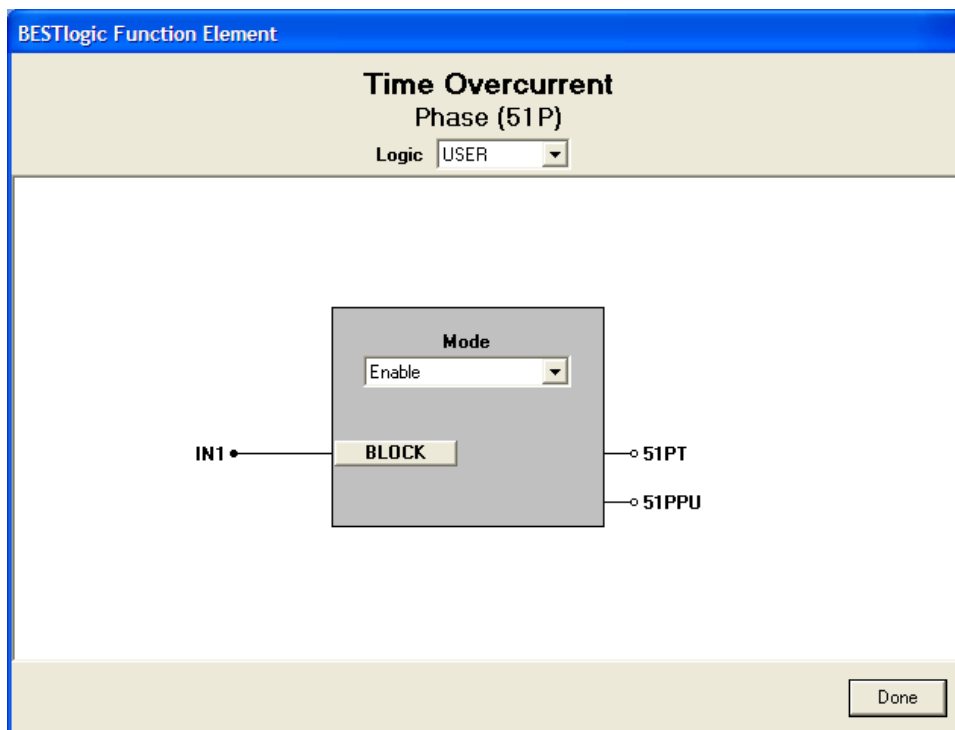 BESTlogic Function Element
Time Overcurrent
Phase (51P)
Logic USER
Mode
Enable
IN1 BLOCK 51PT
51PPU
Done